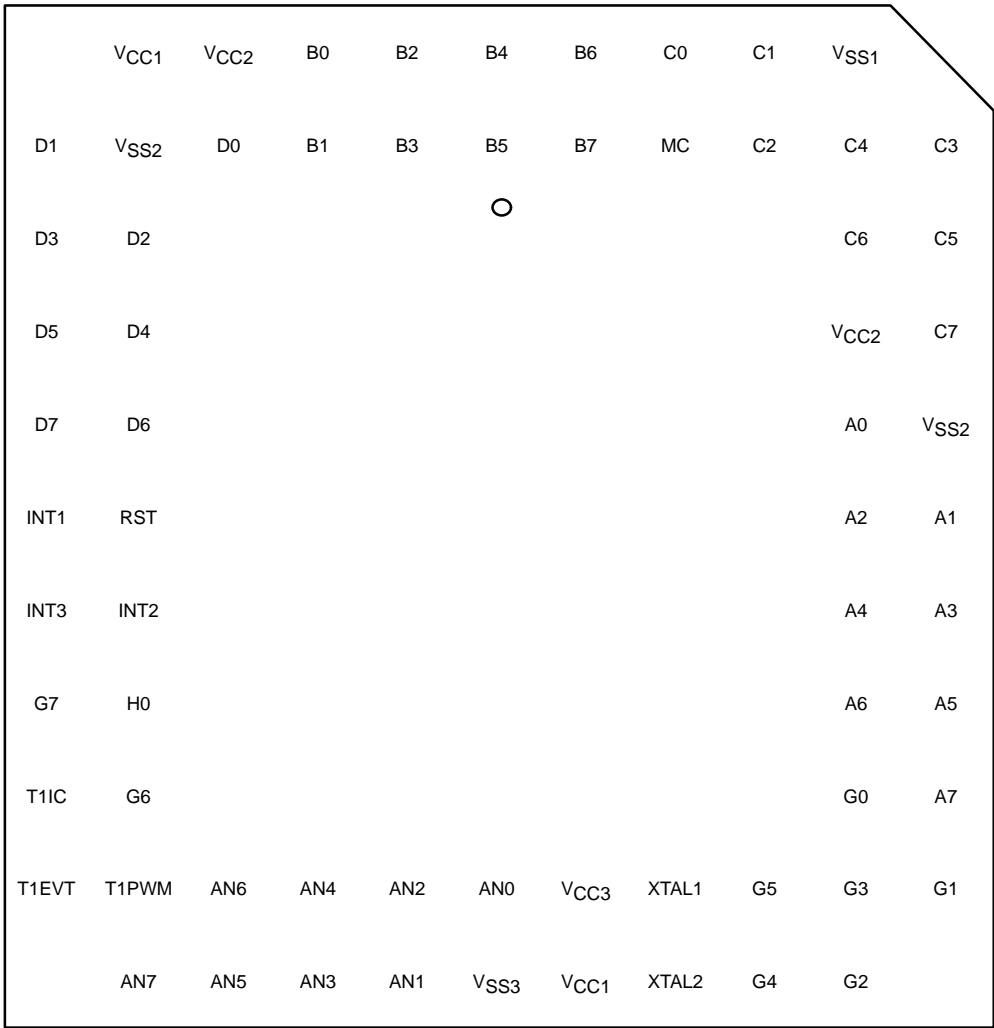 VCC1 VCC2 B0 B2 B4 B6 C0 C1 VSS1
D1 VSS2 D0 B1 B3 B5 B7 MC C2 C4 C3
D3 D2 C6 C5
D5 D4 VCC2 C7
D7 D6 A0 VSS2
INT1 RST A2 A1
INT3 INT2 A4 A3
G7 H0 A6 A5
T1IC G6 G0 A7
T1EVT T1PWM AN6 AN4 AN2 AN0 VCC3 XTAL1 G5 G3 G1
AN7 AN5 AN3 AN1 VSS3 VCC1 XTAL2 G4 G2